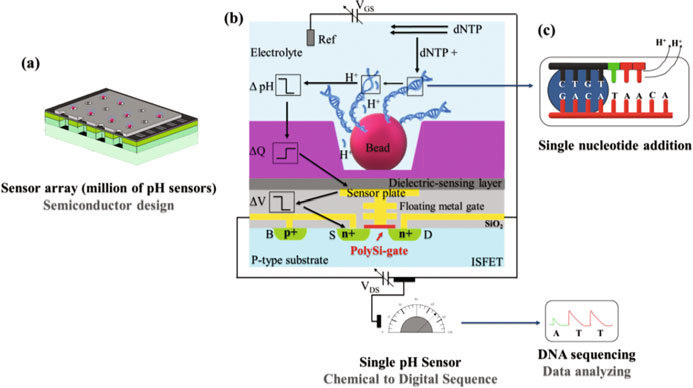 (a)
Sensor array (million of pH sensors)
Semiconductor design
(b)
V_GS
Ref
dNTP
Electrolyte
dNTP +
H+
Δ pH
H+
H+
Bead
ΔQ
Dielectric-sensing layer
Sensor plate
ΔV
Floating metal gate
SiO2
B p+ S n+ n+ D
PolySi-gate
P-type substrate
ISFET
V_DS
Single pH Sensor
Chemical to Digital Sequence
(c)
H+ H+
C T G T
G A C A T A A C A
Single nucleotide addition
A T T
DNA sequencing
Data analyzing